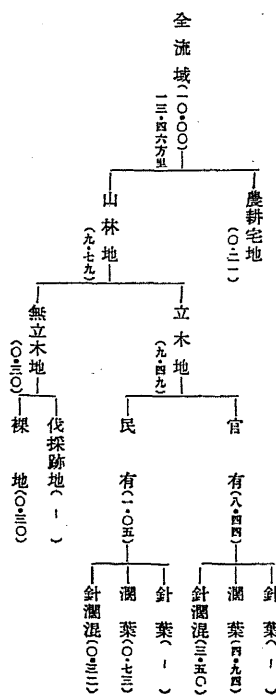 全流域(一〇・〇〇)
一三・四六方里
農耕宅地(〇・二一)
山林地(九・七九)
立木地(九・四九)
無立木地(〇・三〇)
官有(八・四四)
民有(一・〇五)
伐採跡地(-)
裸地(〇・三〇)
針葉(-)
濶葉(四・九四)
針濶混(三・五〇)
針葉(-)
濶葉(〇・七三)
針濶混(〇・三二)